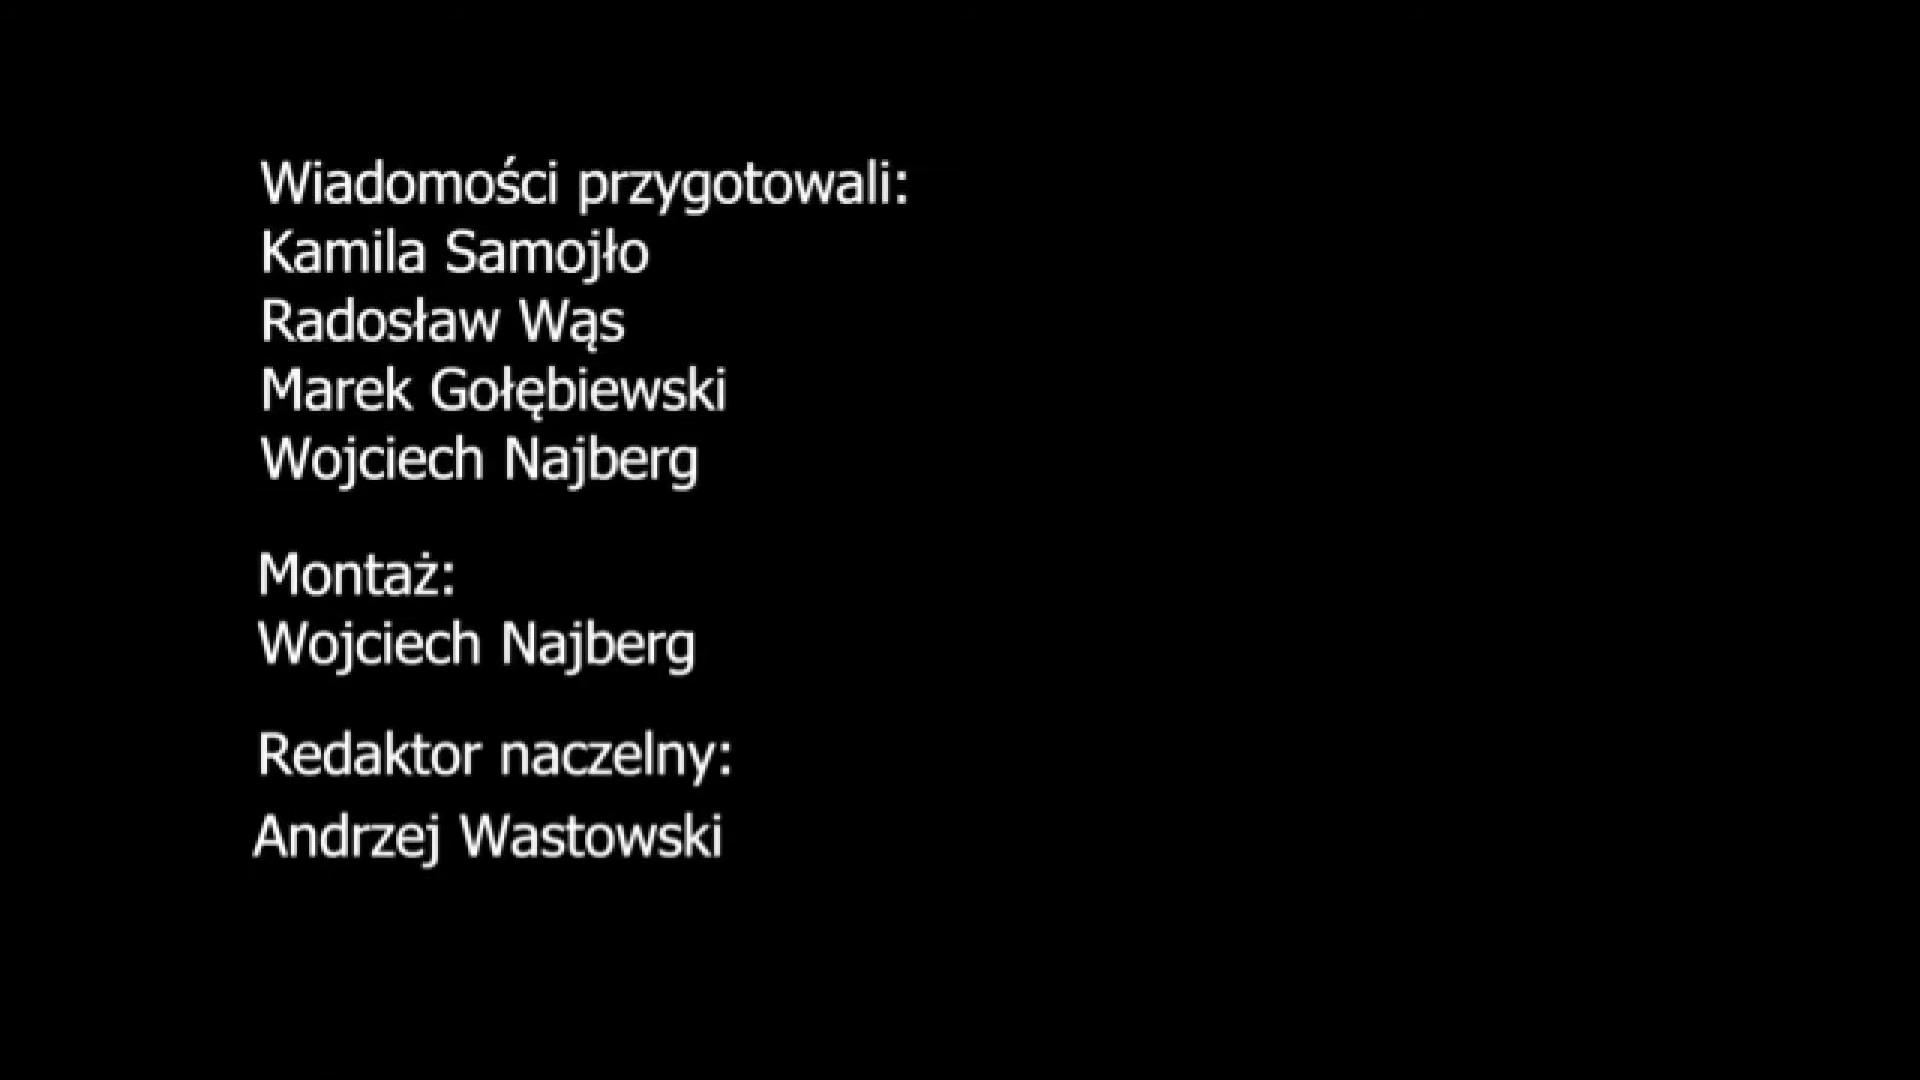 Wiadomości przygotowali:
Kamila Samojło
Radosław Wąs
Marek Gołębiewski
Wojciech Najberg
Montaż:
Wojciech Najberg
Redaktor naczelny:
Andrzej Wastowski